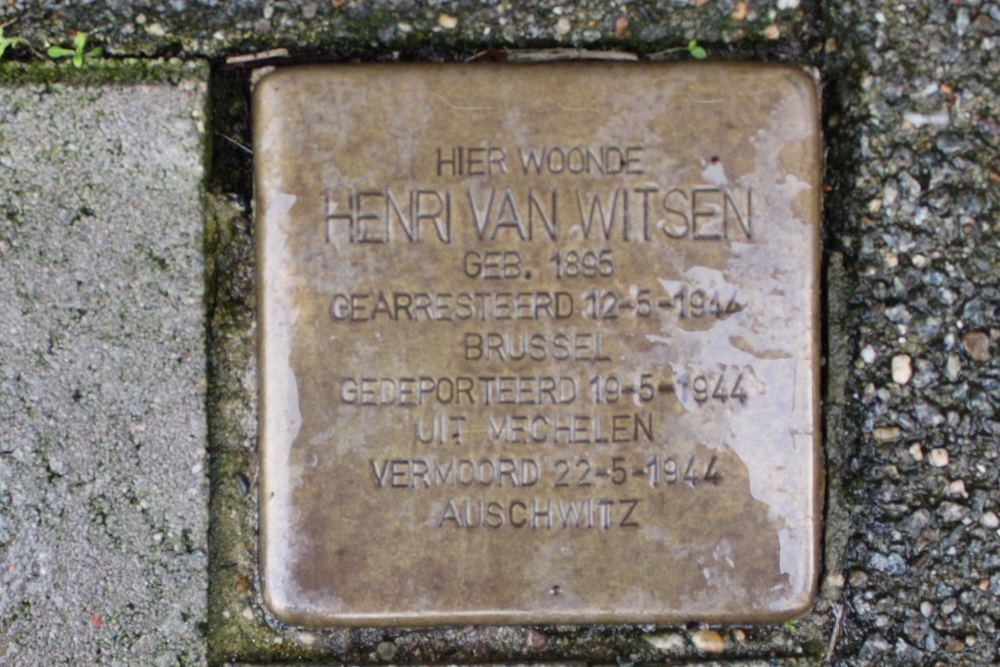 HIER WOONDE
HENRI VAN WITSEN
GEB. 1895
GEARRESTEERD 12-5-1944
BRUSSEL
GEDEPORTEERD 19-5-1944
UIT MECHELEN
VERMOORD 22-5-1944
AUSCHWITZ